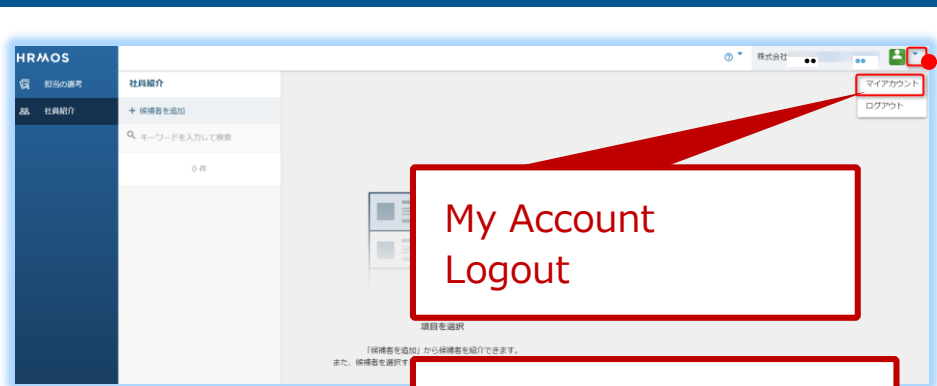 HRMOS
株式会社
担当の選考
社員紹介
社員紹介
+ 候補者を追加
キーワードを入力して検索
0 件
マイアカウント
ログアウト
My Account
Logout
項目を選択
「候補者を追加」から候補者を紹介できます。
また、候補者を選択す